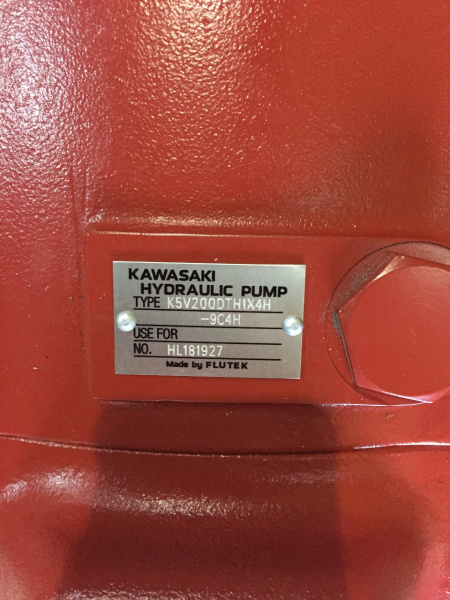 KAWASAKI
HYDRAULIC PUMP
TYPE K5V200DTH1X4H
-9C4H
USE FOR
NO. HL181927
Made by FLUTEK